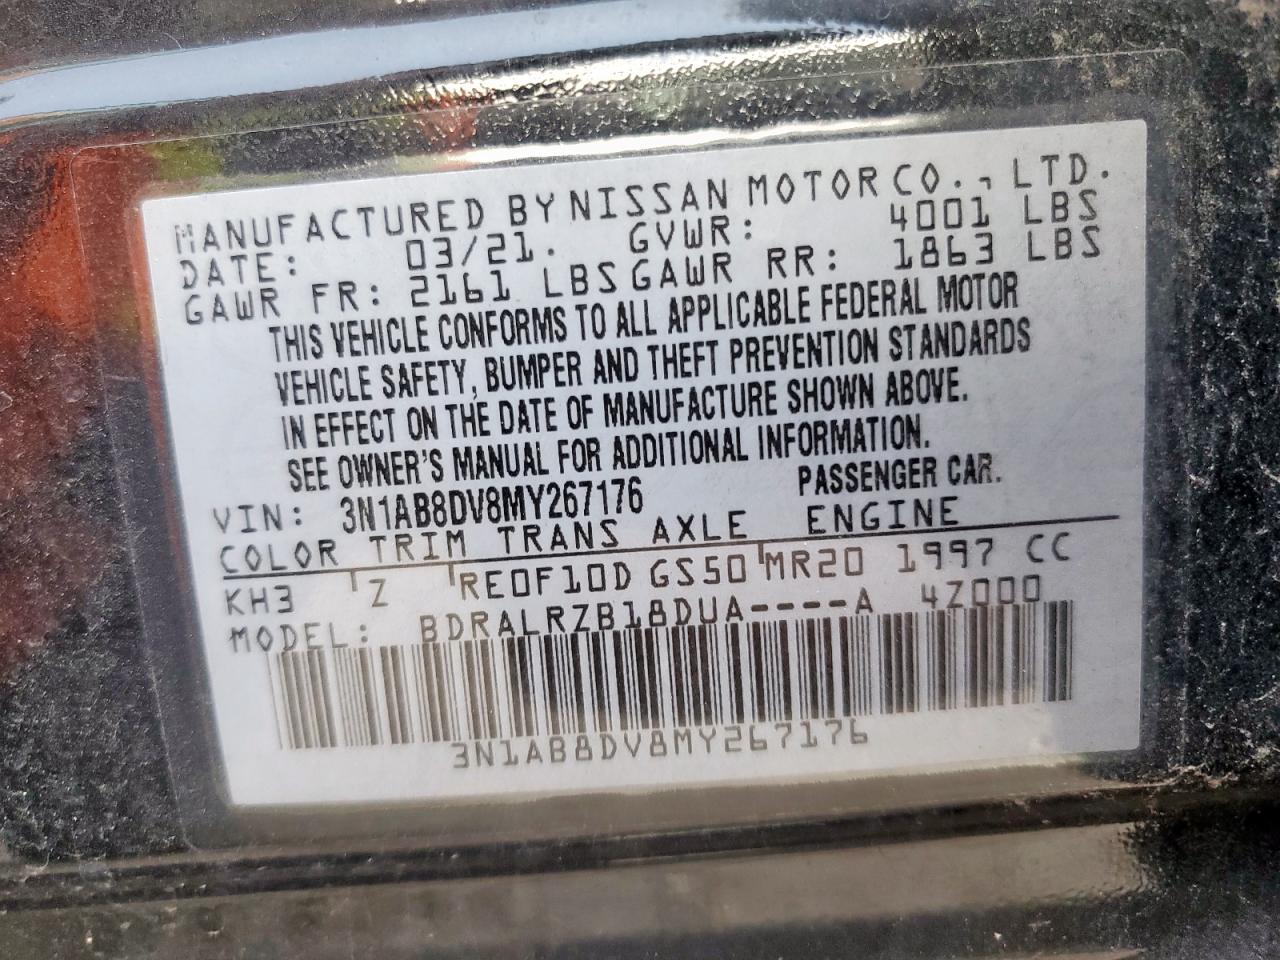 MANUFACTURED BY NISSAN MOTOR CO., LTD.
DATE: 03/21. GVWR: 4001 LBS
GAWR FR: 2161 LBS GAWR RR: 1863 LBS
THIS VEHICLE CONFORMS TO ALL APPLICABLE FEDERAL MOTOR
VEHICLE SAFETY, BUMPER AND THEFT PREVENTION STANDARDS
IN EFFECT ON THE DATE OF MANUFACTURE SHOWN ABOVE.
SEE OWNER'S MANUAL FOR ADDITIONAL INFORMATION.
VIN: 3N1AB8DV8MY267176 PASSENGER CAR.
COLOR TRIM TRANS AXLE ENGINE
KH3 Z RE0F10D GS50 MR20 1997 CC
MODEL: BDRALRZB18DUA----A 4Z000
3N1AB8DV8MY267176